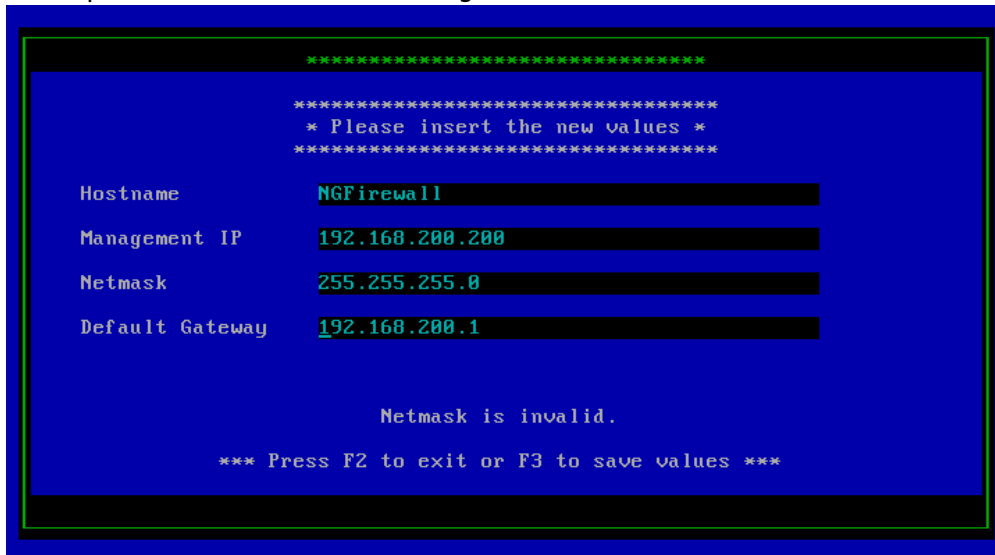 ********************************
**********************************
* Please insert the new values *
**********************************
Hostname NGFirewall
Management IP 192.168.200.200
Netmask 255.255.255.0
Default Gateway 192.168.200.1
Netmask is invalid.
*** Press F2 to exit or F3 to save values ***